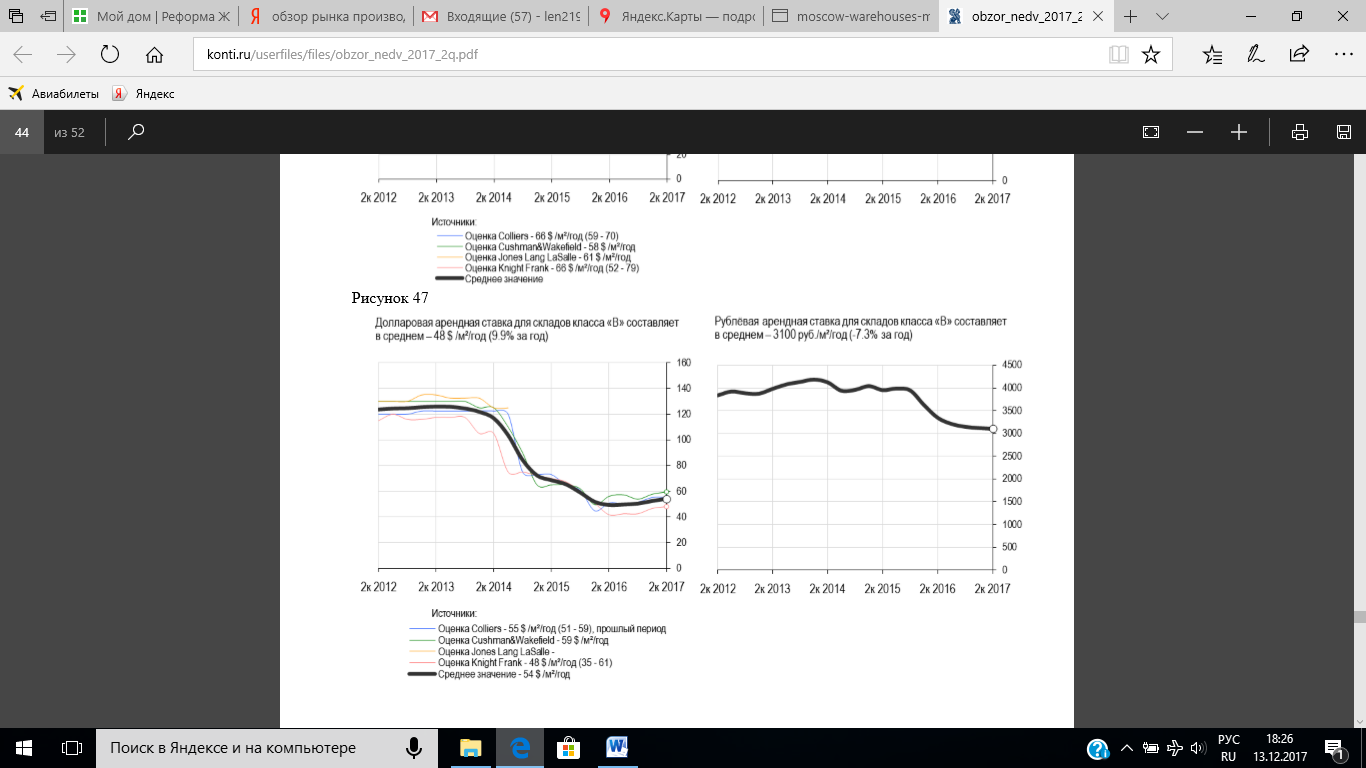 Мой дом | Реформа Ж
обзор рынка произво,
Входящие (57) - len219
Яндекс.Карты — подро
moscow-warehouses-m
obzor_nedv_2017_2
konti.ru/userfiles/files/obzor_nedv_2017_2q.pdf
Авиабилеты
Яндекс
44 из 52
20
0
2к 2012 2к 2013 2к 2014 2к 2015 2к 2016 2к 2017
0
2к 2012 2к 2013 2к 2014 2к 2015 2к 2016 2к 2017
Источники:
Оценка Colliers - 66 $ /м²/год (59 - 70)
Оценка Cushman&Wakefield - 58 $ /м²/год
Оценка Jones Lang LaSalle - 61 $ /м²/год
Оценка Knight Frank - 66 $ /м²/год (52 - 79)
Среднее значение
Рисунок 47
Долларовая арендная ставка для складов класса «В» составляет
в среднем – 48 $ /м²/год (9.9% за год)
160
140
120
100
80
60
40
20
0
2к 2012 2к 2013 2к 2014 2к 2015 2к 2016 2к 2017
Рублёвая арендная ставка для складов класса «В» составляет
в среднем – 3100 руб./м²/год (-7.3% за год)
4500
4000
3500
3000
2500
2000
1500
1000
500
0
2к 2012 2к 2013 2к 2014 2к 2015 2к 2016 2к 2017
Источники:
Оценка Colliers - 55 $ /м²/год (51 - 59), прошлый период
Оценка Cushman&Wakefield - 59 $ /м²/год
Оценка Jones Lang LaSalle -
Оценка Knight Frank - 48 $ /м²/год (35 - 61)
Среднее значение - 54 $ /м²/год
Поиск в Яндексе и на компьютере
РУС
RU
18:26
13.12.2017
1